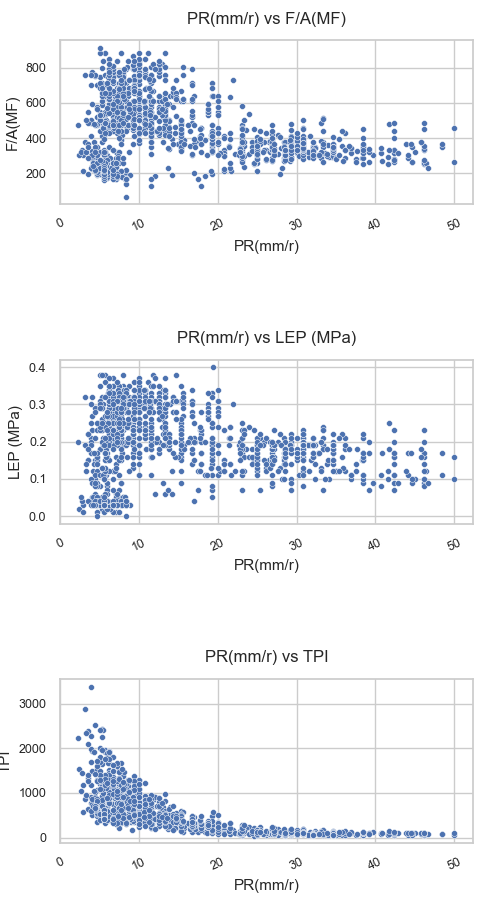 PR(mm/r) vs F/A(MF)
F/A(MF)
800
600
400
200
0 10 20 30 40 50
PR(mm/r)
PR(mm/r) vs LEP (MPa)
LEP (MPa)
0.4
0.3
0.2
0.1
0.0
0 10 20 30 40 50
PR(mm/r)
PR(mm/r) vs TPI
TPI
3000
2000
1000
0
0 10 20 30 40 50
PR(mm/r)